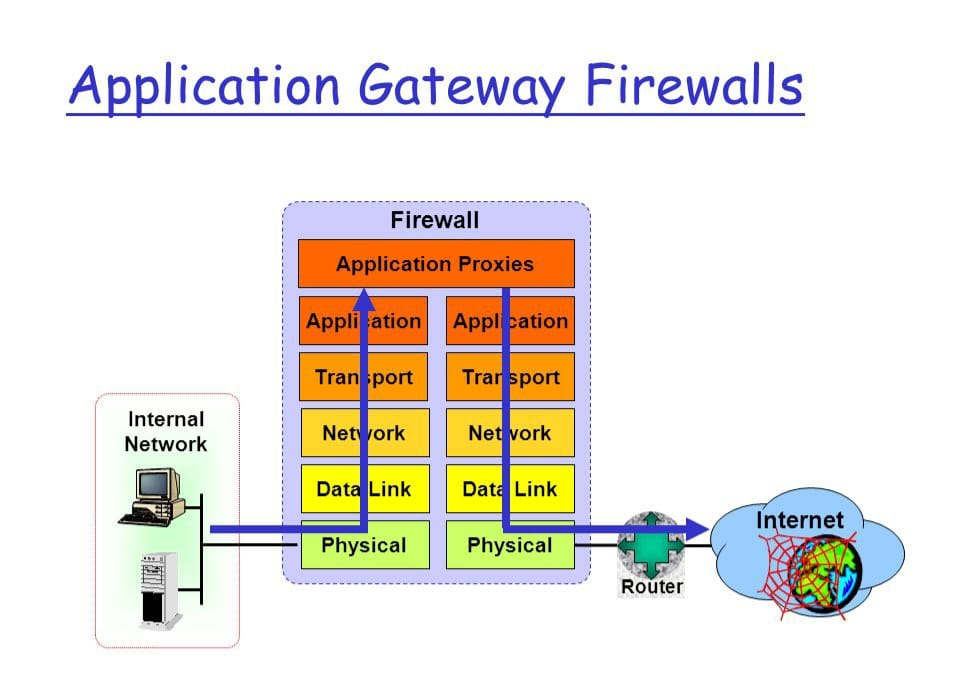 Application Gateway Firewalls
Firewall
Application Proxies
Application Application
Transport Transport
Network Network
Data Link Data Link
Physical Physical
Internal
Network
Router
Internet